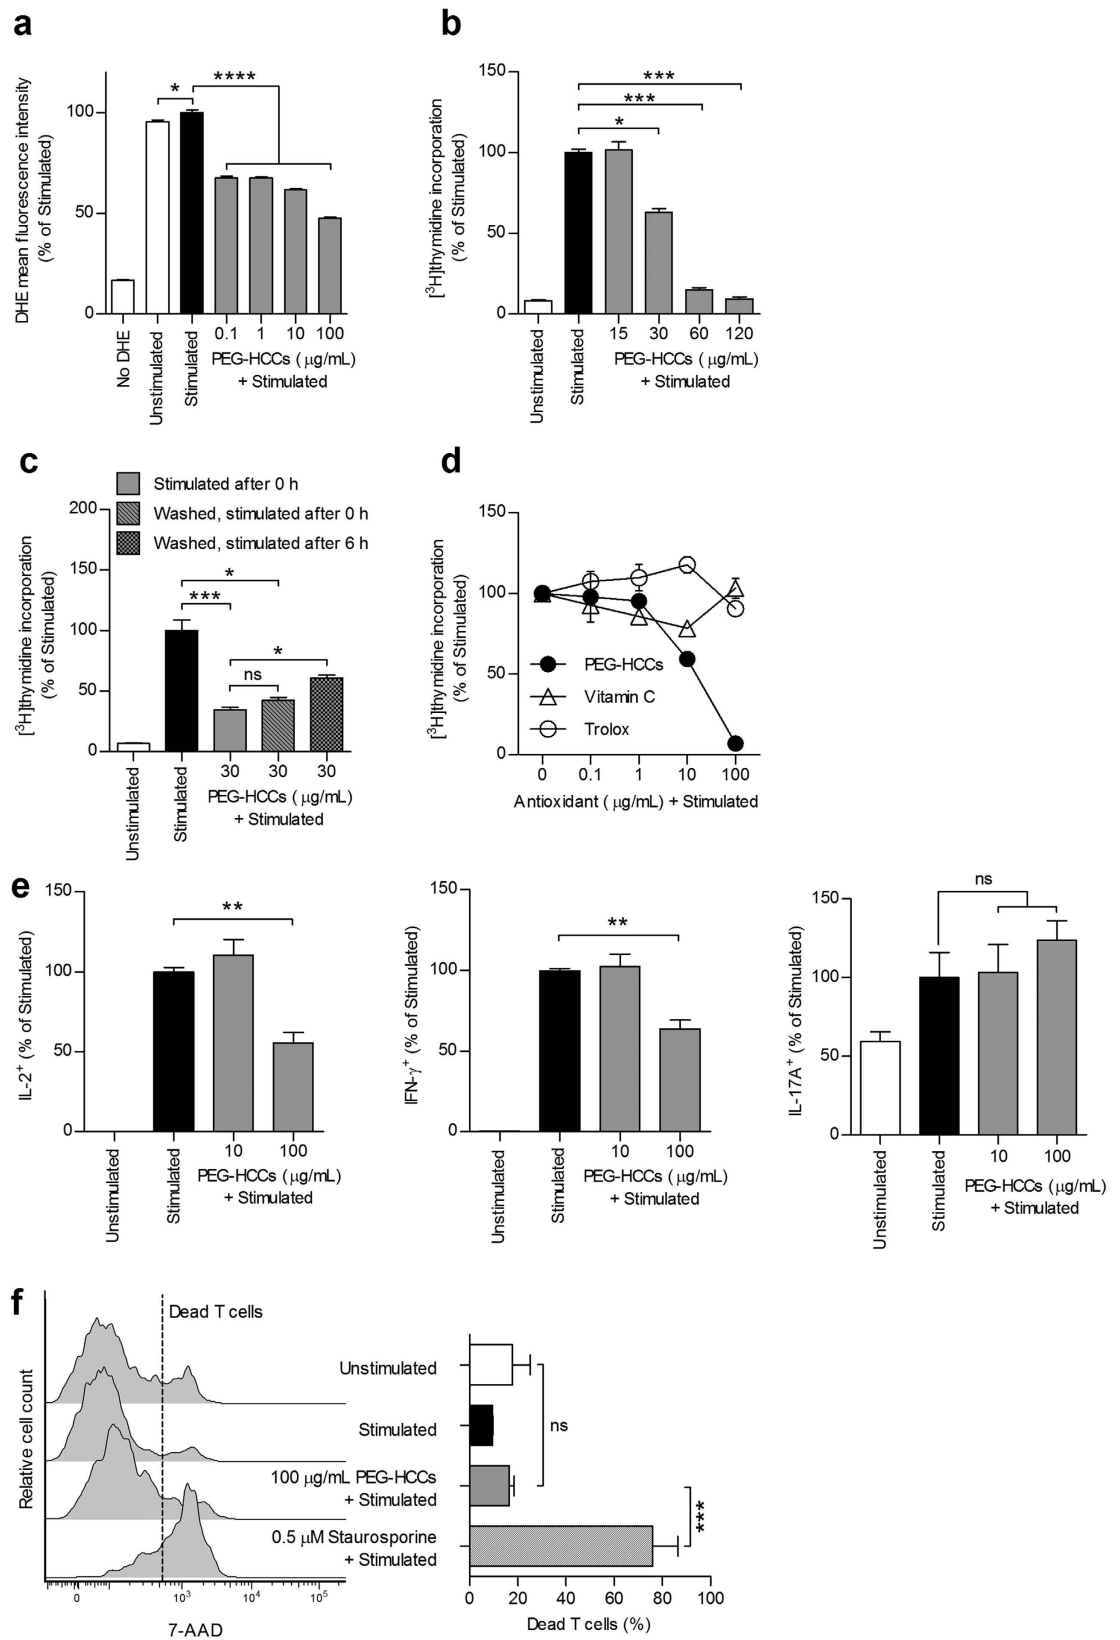 a
DHE mean fluorescence intensity
(% of Stimulated)
100
50
0
*
****
No DHE
Unstimulated
Stimulated
0.1 1 10 100
PEG-HCCs (μg/mL)
+ Stimulated
b
[³H]thymidine incorporation
(% of Stimulated)
150
100
50
0
***
***
*
Unstimulated
Stimulated
15 30 60 120
PEG-HCCs (μg/mL)
+ Stimulated
c
Stimulated after 0 h
Washed, stimulated after 0 h
Washed, stimulated after 6 h
[³H]thymidine incorporation
(% of Stimulated)
200
150
100
50
0
*
***
*
ns
Unstimulated
Stimulated
30 30 30
PEG-HCCs (μg/mL)
+ Stimulated
d
[³H]thymidine incorporation
(% of Stimulated)
150
100
50
0
PEG-HCCs
Vitamin C
Trolox
0 0.1 1 10 100
Antioxidant (μg/mL) + Stimulated
e
IL-2⁺ (% of Stimulated)
150
100
50
0
**
Unstimulated
Stimulated
10 100
PEG-HCCs (μg/mL)
+ Stimulated
IFN-γ⁺ (% of Stimulated)
150
100
50
0
**
Unstimulated
Stimulated
10 100
PEG-HCCs (μg/mL)
+ Stimulated
IL-17A⁺ (% of Stimulated)
150
100
50
0
ns
Unstimulated
Stimulated
10 100
PEG-HCCs (μg/mL)
+ Stimulated
f
Relative cell count
Dead T cells
0 10³ 10⁴ 10⁵
7-AAD
Unstimulated
Stimulated
100 μg/mL PEG-HCCs
+ Stimulated
0.5 μM Staurosporine
+ Stimulated
ns
***
0 20 40 60 80 100
Dead T cells (%)